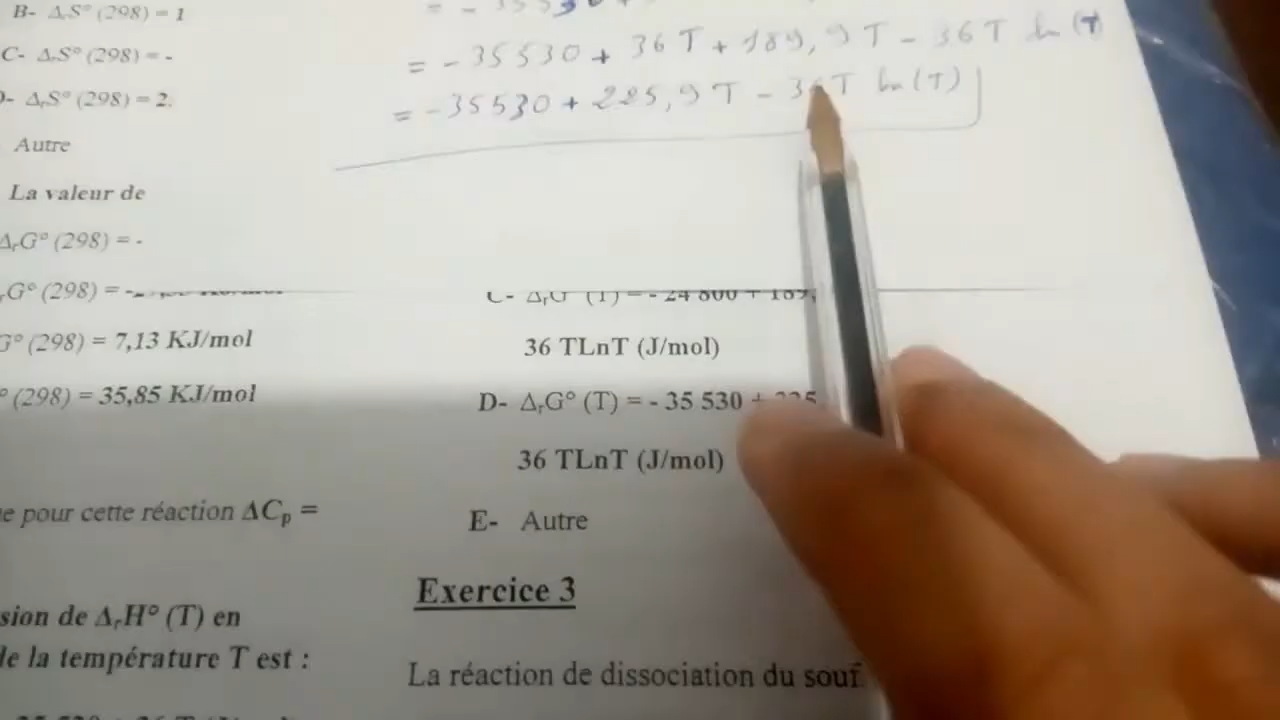 B- ΔrS° (298) = 1
C- ΔrS° (298) = -
D- ΔrS° (298) = 2,
Autre
La valeur de
ΔrG° (298) = -
rG° (298) = -
G° (298) = 7,13 KJ/mol
° (298) = 35,85 KJ/mol
e pour cette réaction ΔCp =
sion de ΔrH° (T) en
de la température T est :
= - 35530 + 36 T + 189,9 T - 36 T ln (T)
= - 35530 + 225,9 T - 36 T ln (T)
C- ΔrG° (T) = - 24 800 + 189,
36 TLnT (J/mol)
D- ΔrG° (T) = - 35 530 + 225
36 TLnT (J/mol)
E- Autre
Exercice 3
La réaction de dissociation du souf